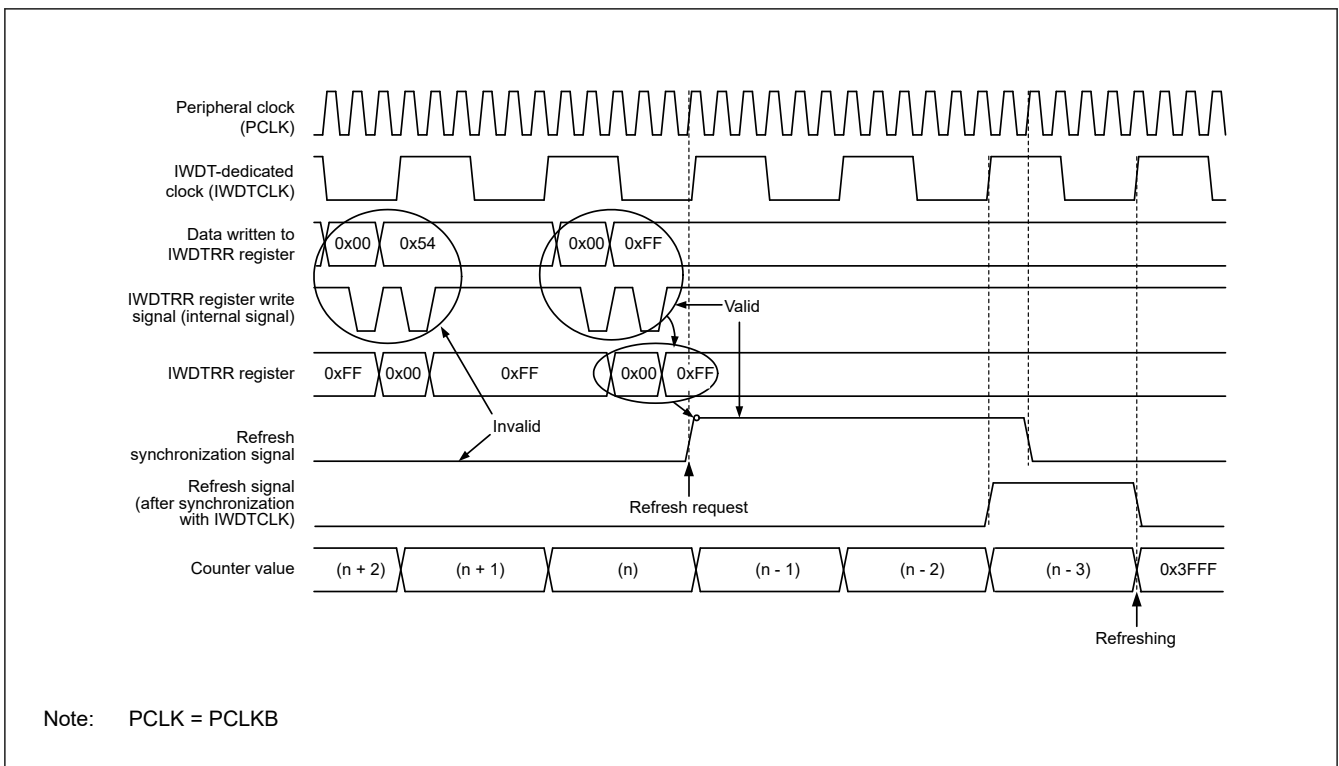 Peripheral clock
(PCLK)
IWDT-dedicated
clock (IWDTCLK)
Data written to
IWDTRR register
0x00
0x54
0x00
0xFF
IWDTRR register write
signal (internal signal)
Valid
IWDTRR register
0xFF
0x00
0xFF
0x00
0xFF
Invalid
Refresh
synchronization signal
Refresh signal
(after synchronization
with IWDTCLK)
Refresh request
Counter value
(n + 2)
(n + 1)
(n)
(n - 1)
(n - 2)
(n - 3)
0x3FFF
Refreshing
Note: PCLK = PCLKB